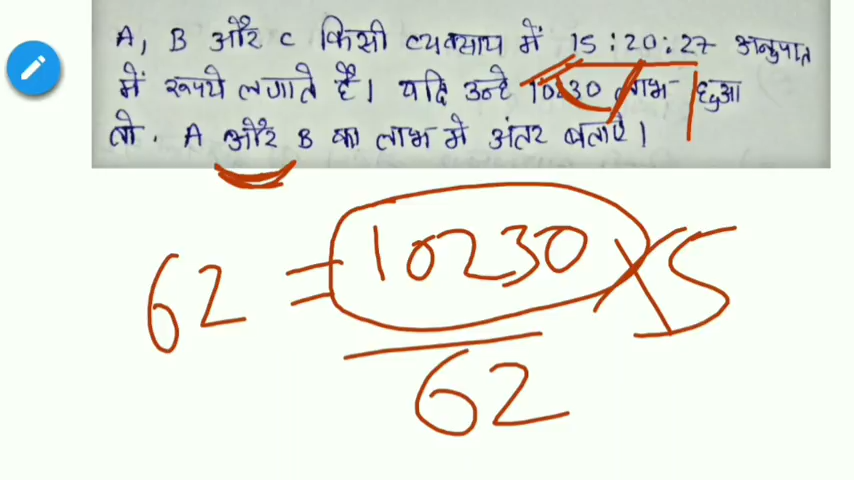 A, B और C किसी व्यवसाय में 15:20:27 अनुपात
में रूपये लगाते हैं। यदि उन्हे 10230 लाभ हुआ
तो. A और B का लाभ मे अंतर बताएं।
62 = 10230 × 5
62